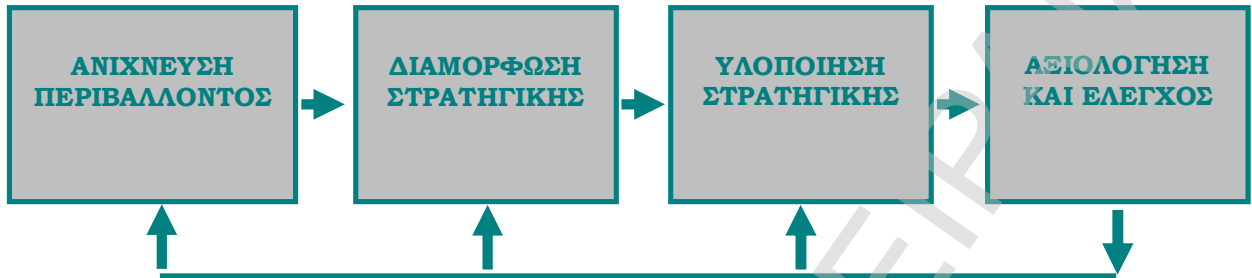 ΑΝΙΧΝΕΥΣΗ
ΠΕΡΙΒΑΛΛΟΝΤΟΣ
ΔΙΑΜΟΡΦΩΣΗ
ΣΤΡΑΤΗΓΙΚΗΣ
ΥΛΟΠΟΙΗΣΗ
ΣΤΡΑΤΗΓΙΚΗΣ
ΑΞΙΟΛΟΓΗΣΗ
ΚΑΙ ΕΛΕΓΧΟΣ